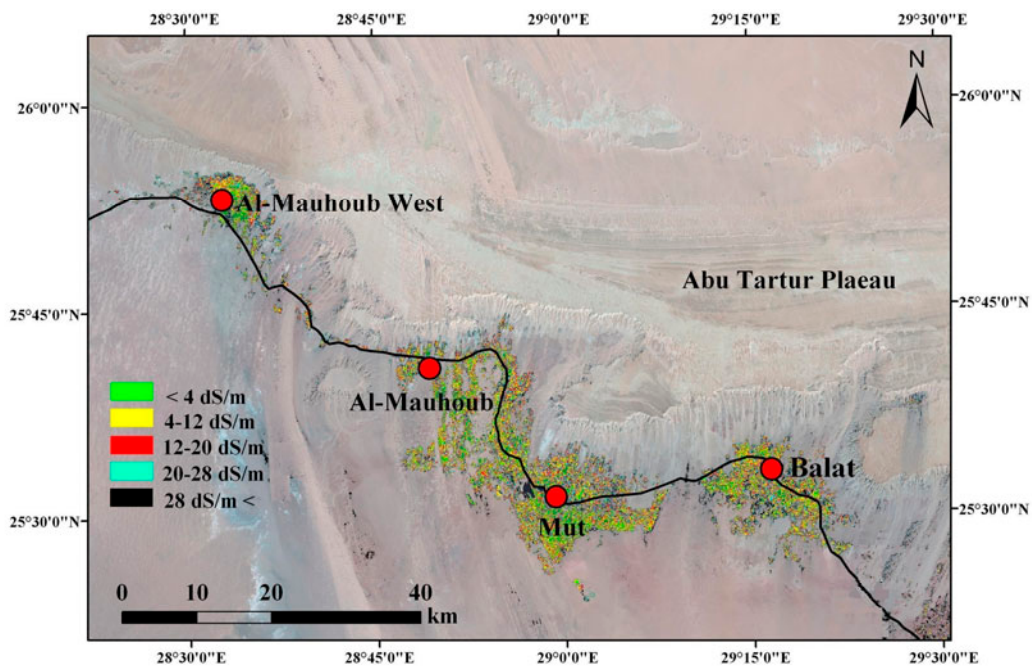 28°30'0"E 28°45'0"E 29°0'0"E 29°15'0"E 29°30'0"E
N
26°0'0"N 26°0'0"N
Al-Mauhoub West
Abu Tartur Plaeau
25°45'0"N 25°45'0"N
< 4 dS/m
4-12 dS/m
12-20 dS/m
20-28 dS/m
28 dS/m <
Al-Mauhoub
Balat
Mut
25°30'0"N 25°30'0"N
0 10 20 40
km
28°30'0"E 28°45'0"E 29°0'0"E 29°15'0"E 29°30'0"E